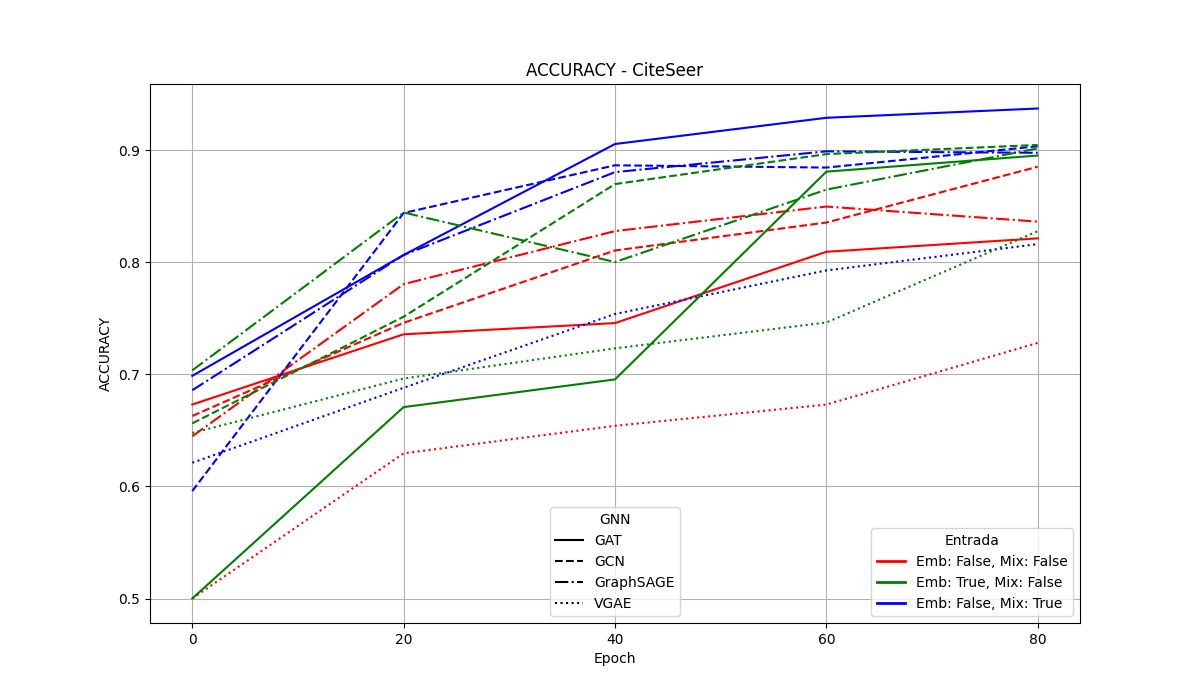 ACCURACY - CiteSeer
ACCURACY
0.9
0.8
0.7
0.6
0.5
GNN
GAT
GCN
GraphSAGE
VGAE
Entrada
Emb: False, Mix: False
Emb: True, Mix: False
Emb: False, Mix: True
0 20 40 60 80
Epoch